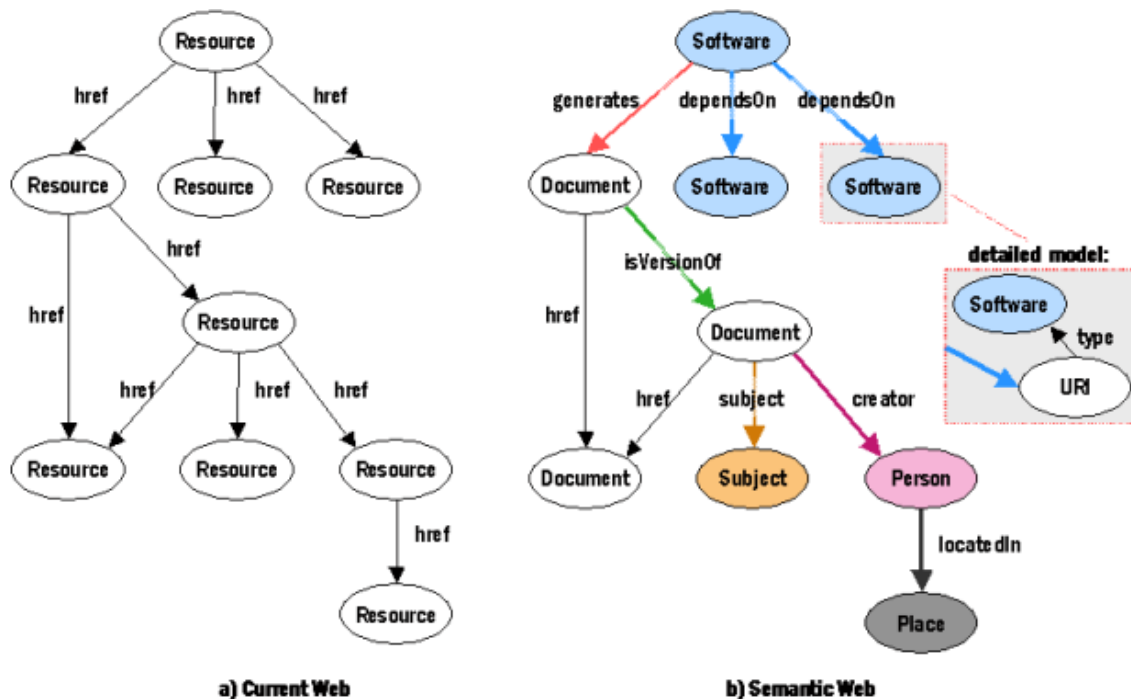 Resource
href
href
href
Resource
Resource
Resource
href
href
Resource
href
href
href
Resource
Resource
Resource
href
Resource
a) Current Web
Software
generates
dependsOn
dependsOn
Document
Software
Software
isVersionOf
detailed model:
Software
type
URI
href
Document
href
subject
creator
Document
Subject
Person
locatedIn
Place
b) Semantic Web